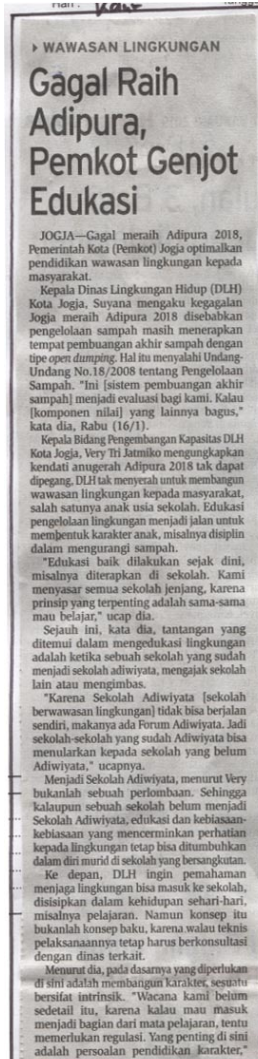 Hari :
WAWASAN LINGKUNGAN
Gagal Raih
Adipura,
Pemkot Genjot
Edukasi
JOGJA—Gagal meraih Adipura 2018,
Pemerintah Kota (Pemkot) Jogja optimalkan
pendidikan wawasan lingkungan kepada
masyarakat.
Kepala Dinas Lingkungan Hidup (DLH)
Kota Jogja, Suyana mengaku kegagalan
Jogja meraih Adipura 2018 disebabkan
pengelolaan sampah masih menerapkan
tempat pembuangan akhir sampah dengan
tipe open dumping. Hal itu menyalahi Undang-
Undang No.18/2008 tentang Pengelolaan
Sampah. "Ini [sistem pembuangan akhir
sampah] menjadi evaluasi bagi kami. Kalau
[komponen nilai] yang lainnya bagus,"
kata dia, Rabu (16/1).
Kepala Bidang Pengembangan Kapasitas DLH
Kota Jogja, Very Tri Jatmiko mengungkapkan
kendati anugerah Adipura 2018 tak dapat
dipegang, DLH tak menyerah untuk membangun
wawasan lingkungan kepada masyarakat,
salah satunya anak usia sekolah. Edukasi
pengelolaan lingkungan menjadi jalan untuk
membentuk karakter anak, misalnya disiplin
dalam mengurangi sampah.
"Edukasi baik dilakukan sejak dini,
misalnya diterapkan di sekolah. Kami
menyasar semua sekolah jenjang, karena
prinsip yang terpenting adalah sama-sama
mau belajar," ucap dia.
Sejauh ini, kata dia, tantangan yang
ditemui dalam mengedukasi lingkungan
adalah ketika sebuah sekolah yang sudah
menjadi sekolah adiwiyata, mengajak sekolah
lain atau mengimbas.
"Karena Sekolah Adiwiyata [sekolah
berwawasan lingkungan] tidak bisa berjalan
sendiri, makanya ada Forum Adiwiyata. Jadi
sekolah-sekolah yang sudah Adiwiyata bisa
menularkan kepada sekolah yang belum
Adiwiyata," ucapnya.
Menjadi Sekolah Adiwiyata, menurut Very
bukanlah sebuah perlombaan. Sehingga
kalaupun sebuah sekolah belum menjadi
Sekolah Adiwiyata, edukasi dan kebiasaan-
kebiasaan yang mencerminkan perhatian
kepada lingkungan tetap bisa ditumbuhkan
dalam diri murid di sekolah yang bersangkutan.
Ke depan, DLH ingin pemahaman
menjaga lingkungan bisa masuk ke sekolah,
disisipkan dalam kehidupan sehari-hari,
misalnya pelajaran. Namun konsep itu
bukanlah konsep baku, karena walau teknis
pelaksanaannya tetap harus berkonsultasi
dengan dinas terkait.
Menurut dia, pada dasarnya yang diperlukan
di sini adalah membangun karakter, sesuatu
bersifat intrinsik. "Wacana kami belum
sedetail itu, karena kalau mau masuk
menjadi bagian dari mata pelajaran, tentu
memerlukan regulasi. Yang penting di sini
adalah persoalan pendidikan karakter,"